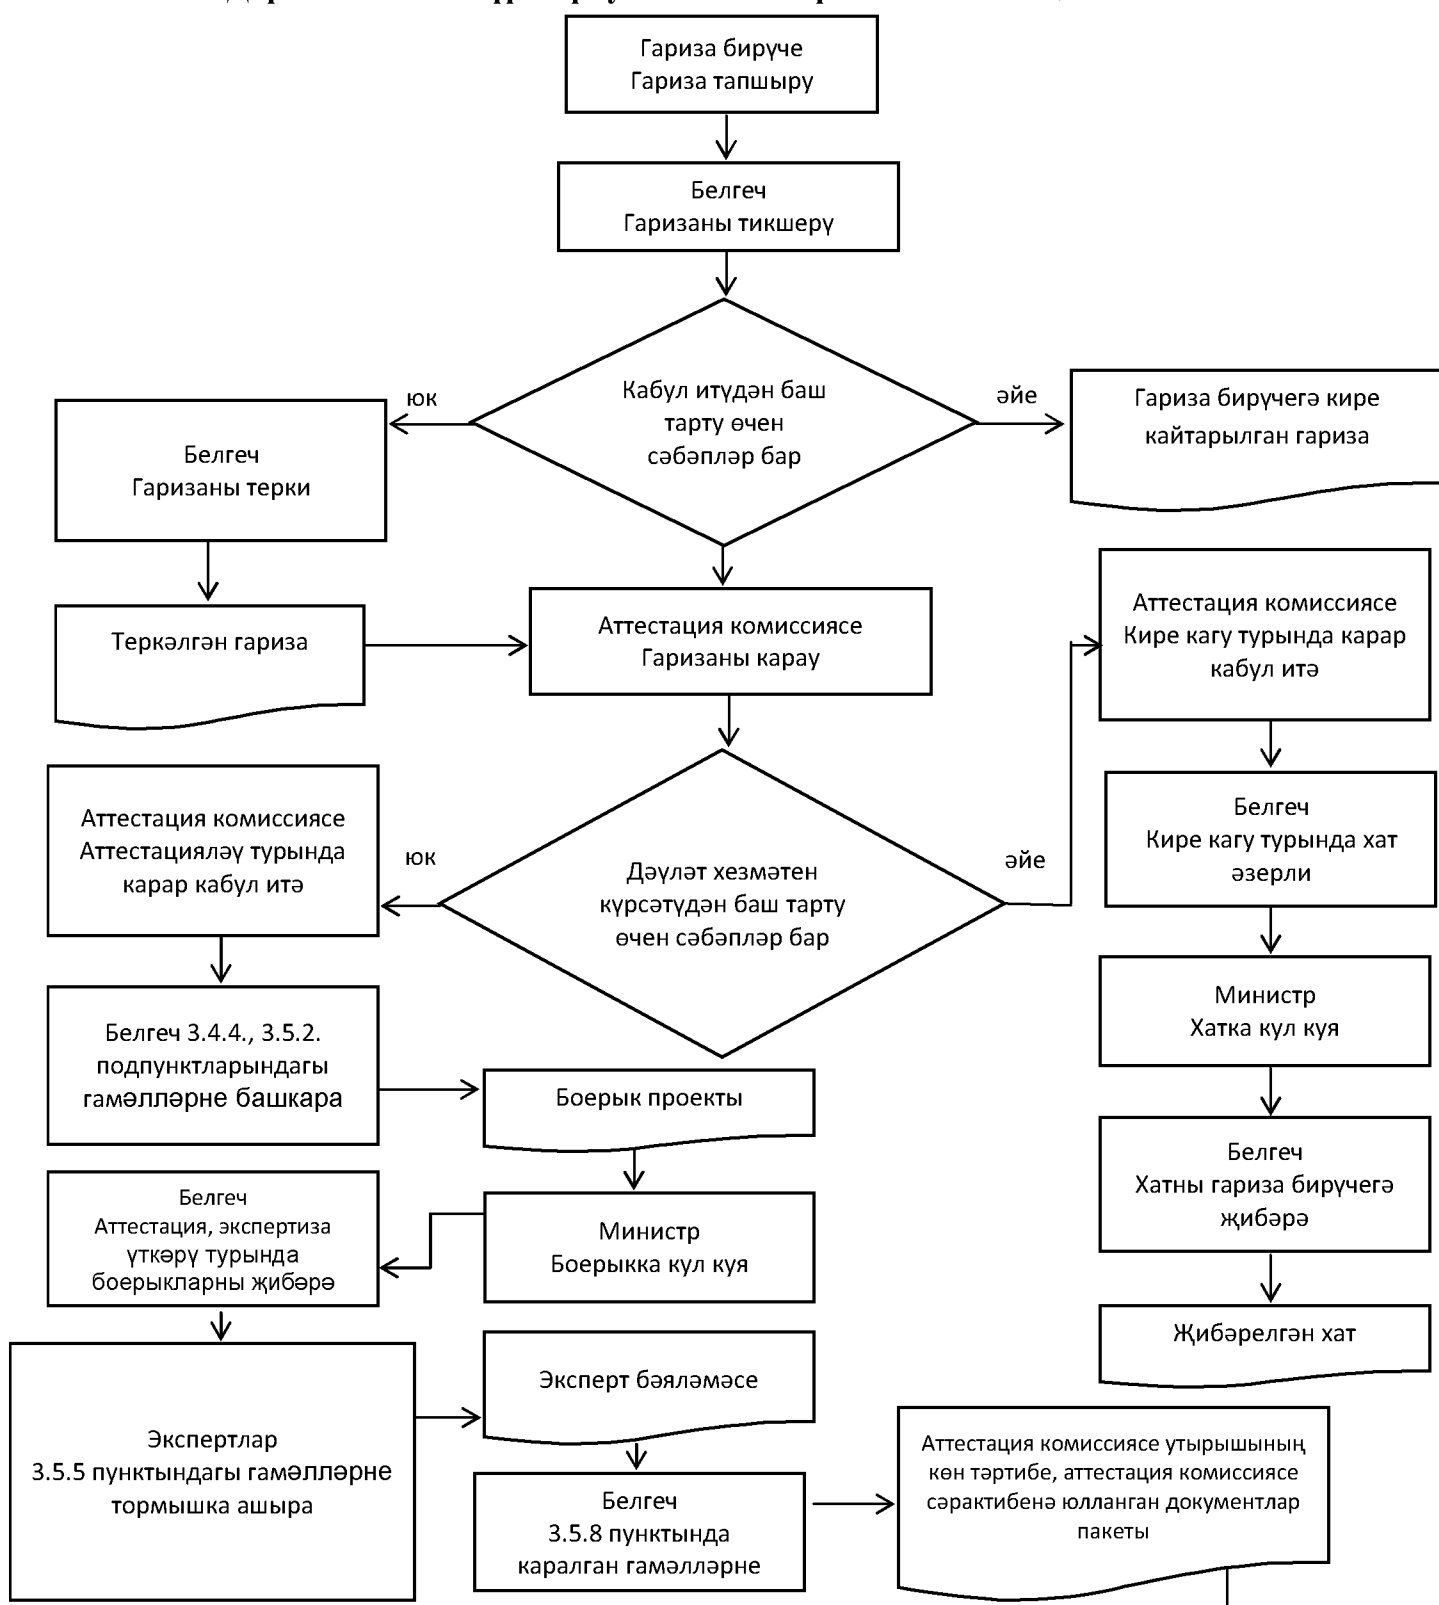 Гариза бирүче
Гариза тапшыру
Белгеч
Гаризаны тикшерү
Кабул итүдән баш
тарту өчен
сәбәпләр бар
юк
әйе
Гариза бирүчегә кире
кайтарылган гариза
Белгеч
Гаризаны терки
Теркәлгән гариза
Аттестация комиссиясе
Гаризаны карау
Аттестация комиссиясе
Кире кагу турында карар
кабул итә
Аттестация комиссиясе
Аттестацияләү турында
карар кабул итә
юк
Дәүләт хезмәтен
күрсәтүдән баш тарту
өчен сәбәпләр бар
әйе
Белгеч
Кире кагу турында хат
әзерли
Министр
Хатка кул куя
Белгеч 3.4.4., 3.5.2.
подпунктларындагы
гамәлләрне башкара
Боерык проекты
Белгеч
Хатны гариза бирүчегә
җибәрә
Белгеч
Аттестация, экспертиза
үткәрү турында
боерыкларны җибәрә
Министр
Боерыкка кул куя
Җибәрелгән хат
Экспертлар
3.5.5 пунктындагы гамәлләрне
тормышка ашыра
Эксперт бәяләмәсе
Белгеч
3.5.8 пунктында
каралган гамәлләрне
Аттестация комиссиясе утырышының
көн тәртибе, аттестация комиссиясе
сәрактибенә юлланган документлар
пакеты